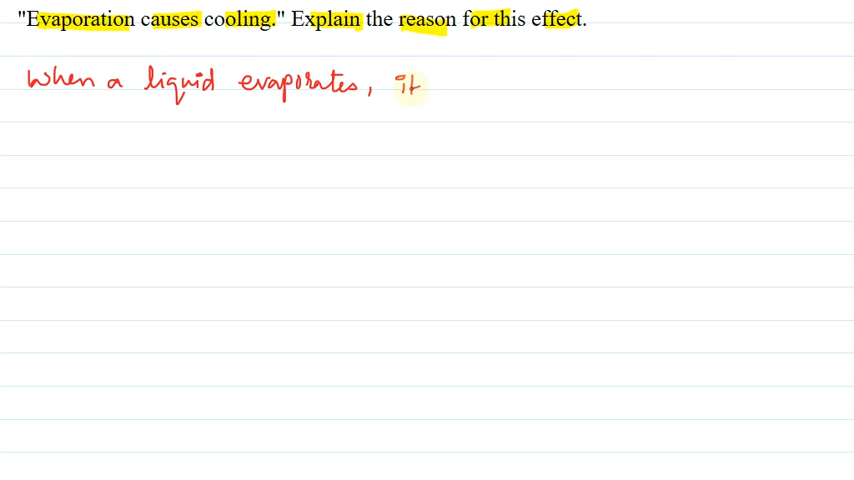 "Evaporation causes cooling." Explain the reason for this effect.
When a liquid evaporates, it